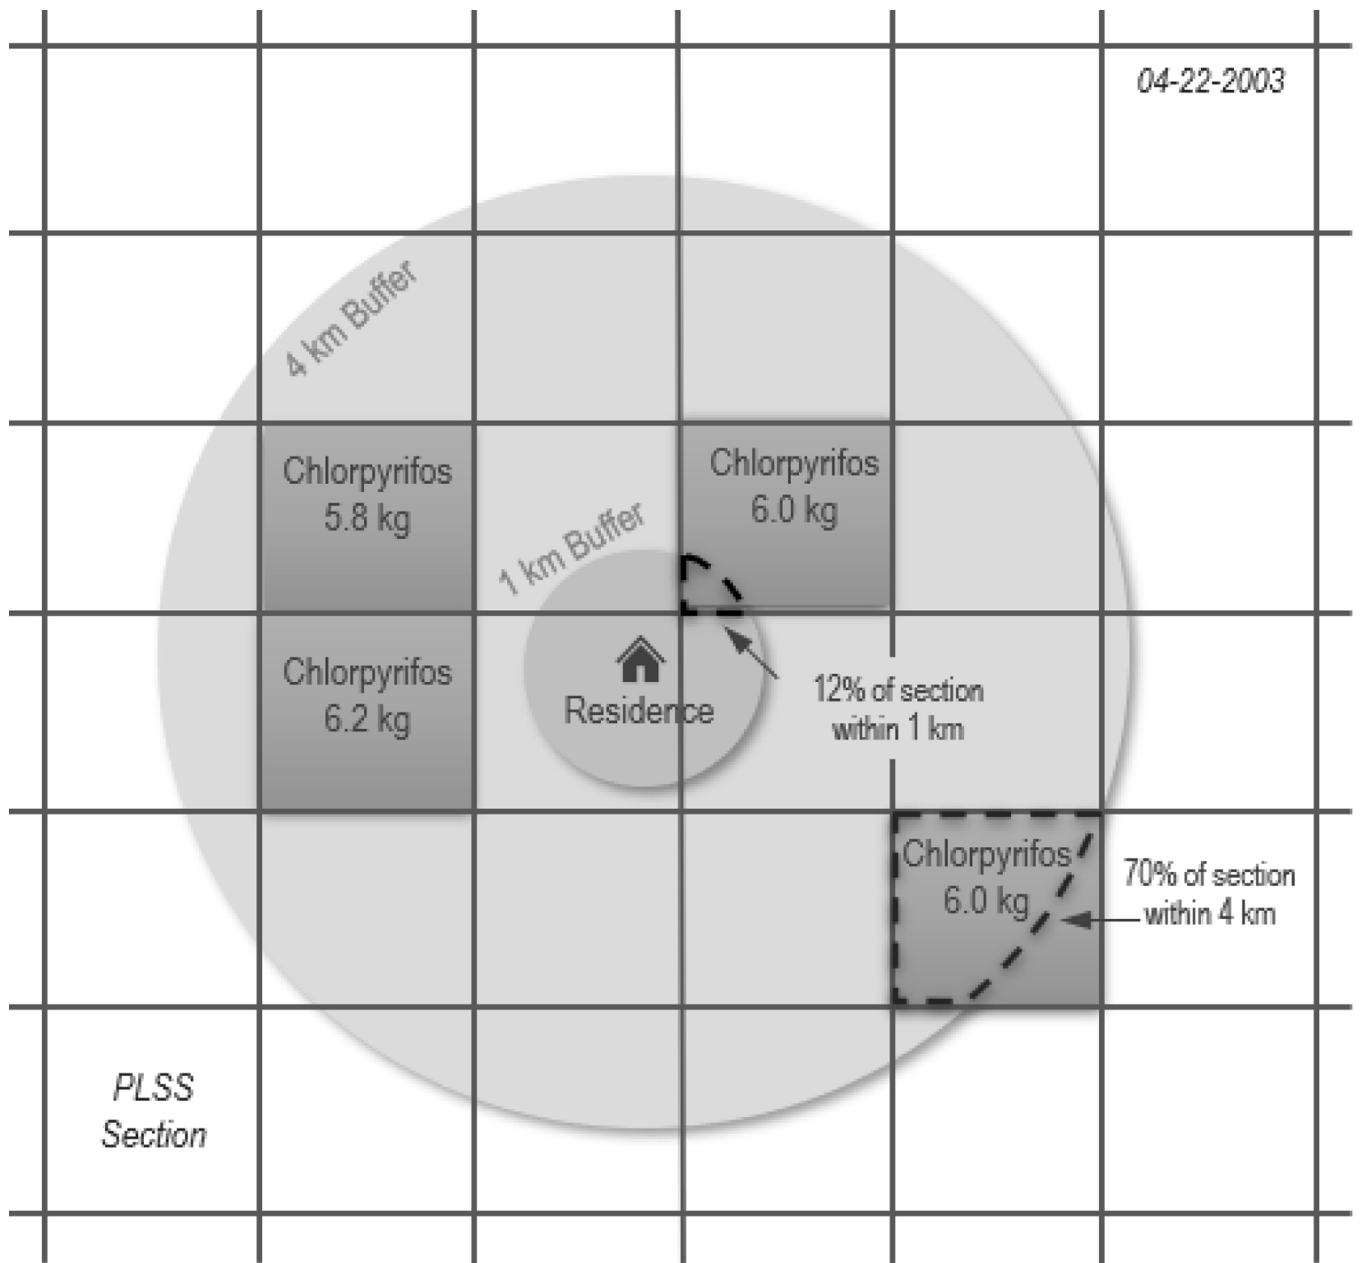 04-22-2003
4 km Buffer
Chlorpyrifos
5.8 kg
Chlorpyrifos
6.0 kg
1 km Buffer
Chlorpyrifos
6.2 kg
Residence
12% of section
within 1 km
Chlorpyrifos
6.0 kg
70% of section
within 4 km
PLSS
Section